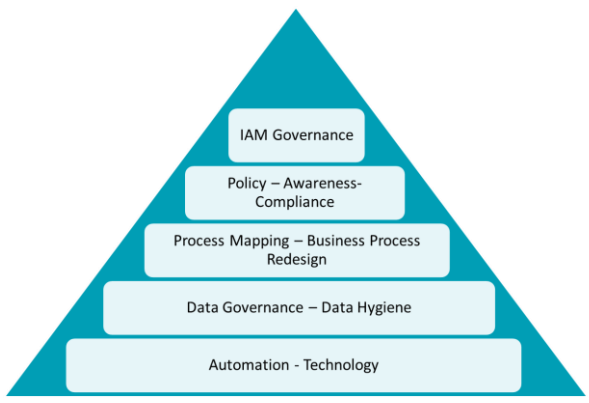 IAM Governance
Policy – Awareness-
Compliance
Process Mapping – Business Process
Redesign
Data Governance – Data Hygiene
Automation - Technology